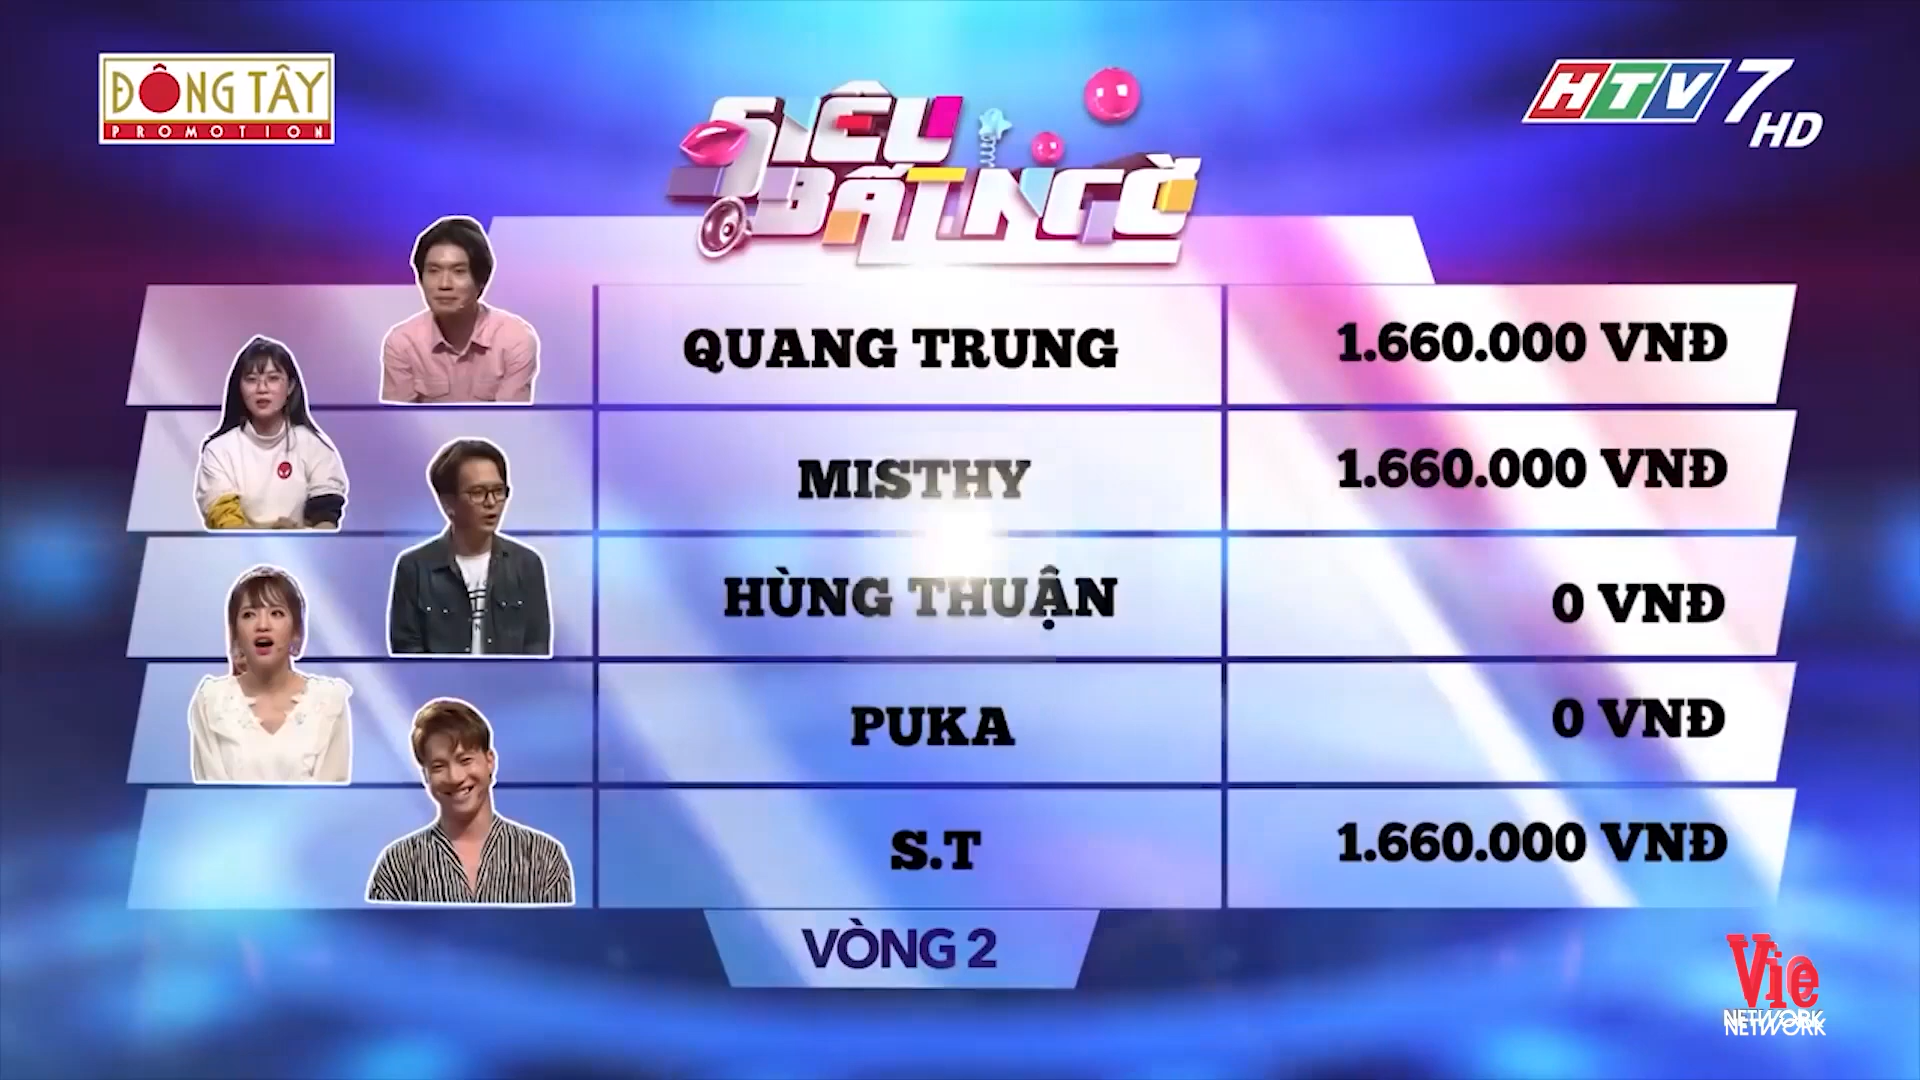 ĐÔNG TÂY
PROMOTION
SIÊU
BẤT NGỜ
HTV7
HD
QUANG TRUNG 1.660.000 VNĐ
MISTHY 1.660.000 VNĐ
HÙNG THUẬN 0 VNĐ
PUKA 0 VNĐ
S.T 1.660.000 VNĐ
VÒNG 2
Vie
NETWORK